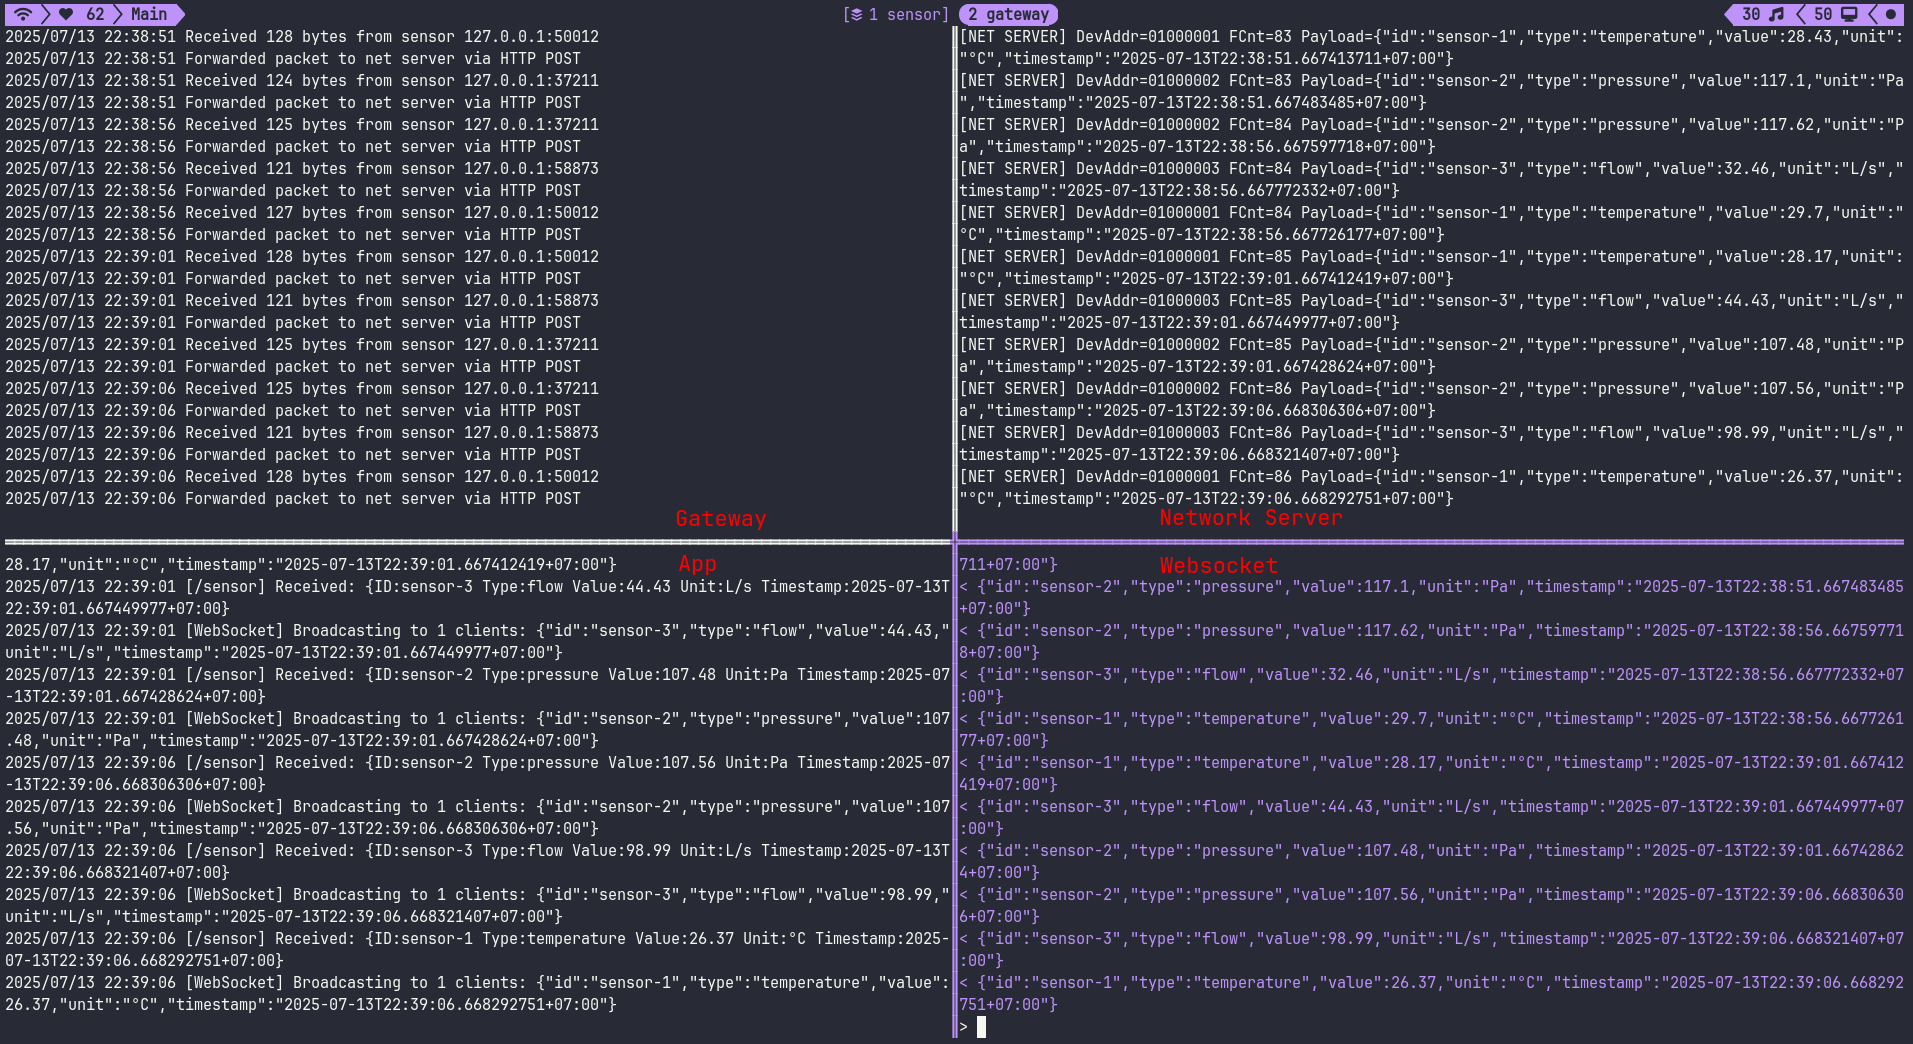 62 Main [ 1 sensor] 2 gateway 30 50
2025/07/13 22:38:51 Received 128 bytes from sensor 127.0.0.1:50012
2025/07/13 22:38:51 Forwarded packet to net server via HTTP POST
2025/07/13 22:38:51 Received 124 bytes from sensor 127.0.0.1:37211
2025/07/13 22:38:51 Forwarded packet to net server via HTTP POST
2025/07/13 22:38:56 Received 125 bytes from sensor 127.0.0.1:37211
2025/07/13 22:38:56 Forwarded packet to net server via HTTP POST
2025/07/13 22:38:56 Received 121 bytes from sensor 127.0.0.1:58873
2025/07/13 22:38:56 Forwarded packet to net server via HTTP POST
2025/07/13 22:38:56 Received 127 bytes from sensor 127.0.0.1:50012
2025/07/13 22:38:56 Forwarded packet to net server via HTTP POST
2025/07/13 22:39:01 Received 128 bytes from sensor 127.0.0.1:50012
2025/07/13 22:39:01 Forwarded packet to net server via HTTP POST
2025/07/13 22:39:01 Received 121 bytes from sensor 127.0.0.1:58873
2025/07/13 22:39:01 Forwarded packet to net server via HTTP POST
2025/07/13 22:39:01 Received 125 bytes from sensor 127.0.0.1:37211
2025/07/13 22:39:01 Forwarded packet to net server via HTTP POST
2025/07/13 22:39:06 Received 125 bytes from sensor 127.0.0.1:37211
2025/07/13 22:39:06 Forwarded packet to net server via HTTP POST
2025/07/13 22:39:06 Received 121 bytes from sensor 127.0.0.1:58873
2025/07/13 22:39:06 Forwarded packet to net server via HTTP POST
2025/07/13 22:39:06 Received 128 bytes from sensor 127.0.0.1:50012
2025/07/13 22:39:06 Forwarded packet to net server via HTTP POST
Gateway
[NET SERVER] DevAddr=01000001 FCnt=83 Payload={"id":"sensor-1","type":"temperature","value":28.43,"unit":
"°C","timestamp":"2025-07-13T22:38:51.667413711+07:00"}
[NET SERVER] DevAddr=01000002 FCnt=83 Payload={"id":"sensor-2","type":"pressure","value":117.1,"unit":"Pa
","timestamp":"2025-07-13T22:38:51.667483485+07:00"}
[NET SERVER] DevAddr=01000002 FCnt=84 Payload={"id":"sensor-2","type":"pressure","value":117.62,"unit":"P
a","timestamp":"2025-07-13T22:38:56.667597718+07:00"}
[NET SERVER] DevAddr=01000003 FCnt=84 Payload={"id":"sensor-3","type":"flow","value":32.46,"unit":"L/s","
timestamp":"2025-07-13T22:38:56.667772332+07:00"}
[NET SERVER] DevAddr=01000001 FCnt=84 Payload={"id":"sensor-1","type":"temperature","value":29.7,"unit":"
°C","timestamp":"2025-07-13T22:38:56.667726177+07:00"}
[NET SERVER] DevAddr=01000001 FCnt=85 Payload={"id":"sensor-1","type":"temperature","value":28.17,"unit":
"°C","timestamp":"2025-07-13T22:39:01.667412419+07:00"}
[NET SERVER] DevAddr=01000003 FCnt=85 Payload={"id":"sensor-3","type":"flow","value":44.43,"unit":"L/s","
timestamp":"2025-07-13T22:39:01.667449977+07:00"}
[NET SERVER] DevAddr=01000002 FCnt=85 Payload={"id":"sensor-2","type":"pressure","value":107.48,"unit":"P
a","timestamp":"2025-07-13T22:39:01.667428624+07:00"}
[NET SERVER] DevAddr=01000002 FCnt=86 Payload={"id":"sensor-2","type":"pressure","value":107.56,"unit":"P
a","timestamp":"2025-07-13T22:39:06.668306306+07:00"}
[NET SERVER] DevAddr=01000003 FCnt=86 Payload={"id":"sensor-3","type":"flow","value":98.99,"unit":"L/s","
timestamp":"2025-07-13T22:39:06.668321407+07:00"}
[NET SERVER] DevAddr=01000001 FCnt=86 Payload={"id":"sensor-1","type":"temperature","value":26.37,"unit":
"°C","timestamp":"2025-07-13T22:39:06.668292751+07:00"}
Network Server
28.17,"unit":"°C","timestamp":"2025-07-13T22:39:01.667412419+07:00"}
App
2025/07/13 22:39:01 [/sensor] Received: {ID:sensor-3 Type:flow Value:44.43 Unit:L/s Timestamp:2025-07-13T
22:39:01.667449977+07:00}
2025/07/13 22:39:01 [WebSocket] Broadcasting to 1 clients: {"id":"sensor-3","type":"flow","value":44.43,"
unit":"L/s","timestamp":"2025-07-13T22:39:01.667449977+07:00"}
2025/07/13 22:39:01 [/sensor] Received: {ID:sensor-2 Type:pressure Value:107.48 Unit:Pa Timestamp:2025-07
-13T22:39:01.667428624+07:00}
2025/07/13 22:39:01 [WebSocket] Broadcasting to 1 clients: {"id":"sensor-2","type":"pressure","value":107
.48,"unit":"Pa","timestamp":"2025-07-13T22:39:01.667428624+07:00"}
2025/07/13 22:39:06 [/sensor] Received: {ID:sensor-2 Type:pressure Value:107.56 Unit:Pa Timestamp:2025-07
-13T22:39:06.668306306+07:00}
2025/07/13 22:39:06 [WebSocket] Broadcasting to 1 clients: {"id":"sensor-2","type":"pressure","value":107
.56,"unit":"Pa","timestamp":"2025-07-13T22:39:06.668306306+07:00"}
2025/07/13 22:39:06 [/sensor] Received: {ID:sensor-3 Type:flow Value:98.99 Unit:L/s Timestamp:2025-07-13T
22:39:06.668321407+07:00}
2025/07/13 22:39:06 [WebSocket] Broadcasting to 1 clients: {"id":"sensor-3","type":"flow","value":98.99,"
unit":"L/s","timestamp":"2025-07-13T22:39:06.668321407+07:00"}
2025/07/13 22:39:06 [/sensor] Received: {ID:sensor-1 Type:temperature Value:26.37 Unit:°C Timestamp:2025-
07-13T22:39:06.668292751+07:00}
2025/07/13 22:39:06 [WebSocket] Broadcasting to 1 clients: {"id":"sensor-1","type":"temperature","value":
26.37,"unit":"°C","timestamp":"2025-07-13T22:39:06.668292751+07:00"}
711+07:00"}
Websocket
< {"id":"sensor-2","type":"pressure","value":117.1,"unit":"Pa","timestamp":"2025-07-13T22:38:51.667483485
+07:00"}
< {"id":"sensor-2","type":"pressure","value":117.62,"unit":"Pa","timestamp":"2025-07-13T22:38:56.66759771
8+07:00"}
< {"id":"sensor-3","type":"flow","value":32.46,"unit":"L/s","timestamp":"2025-07-13T22:38:56.667772332+07
:00"}
< {"id":"sensor-1","type":"temperature","value":29.7,"unit":"°C","timestamp":"2025-07-13T22:38:56.6677261
77+07:00"}
< {"id":"sensor-1","type":"temperature","value":28.17,"unit":"°C","timestamp":"2025-07-13T22:39:01.667412
419+07:00"}
< {"id":"sensor-3","type":"flow","value":44.43,"unit":"L/s","timestamp":"2025-07-13T22:39:01.667449977+07
:00"}
< {"id":"sensor-2","type":"pressure","value":107.48,"unit":"Pa","timestamp":"2025-07-13T22:39:01.66742862
4+07:00"}
< {"id":"sensor-2","type":"pressure","value":107.56,"unit":"Pa","timestamp":"2025-07-13T22:39:06.66830630
6+07:00"}
< {"id":"sensor-3","type":"flow","value":98.99,"unit":"L/s","timestamp":"2025-07-13T22:39:06.668321407+07
:00"}
< {"id":"sensor-1","type":"temperature","value":26.37,"unit":"°C","timestamp":"2025-07-13T22:39:06.668292
751+07:00"}
>